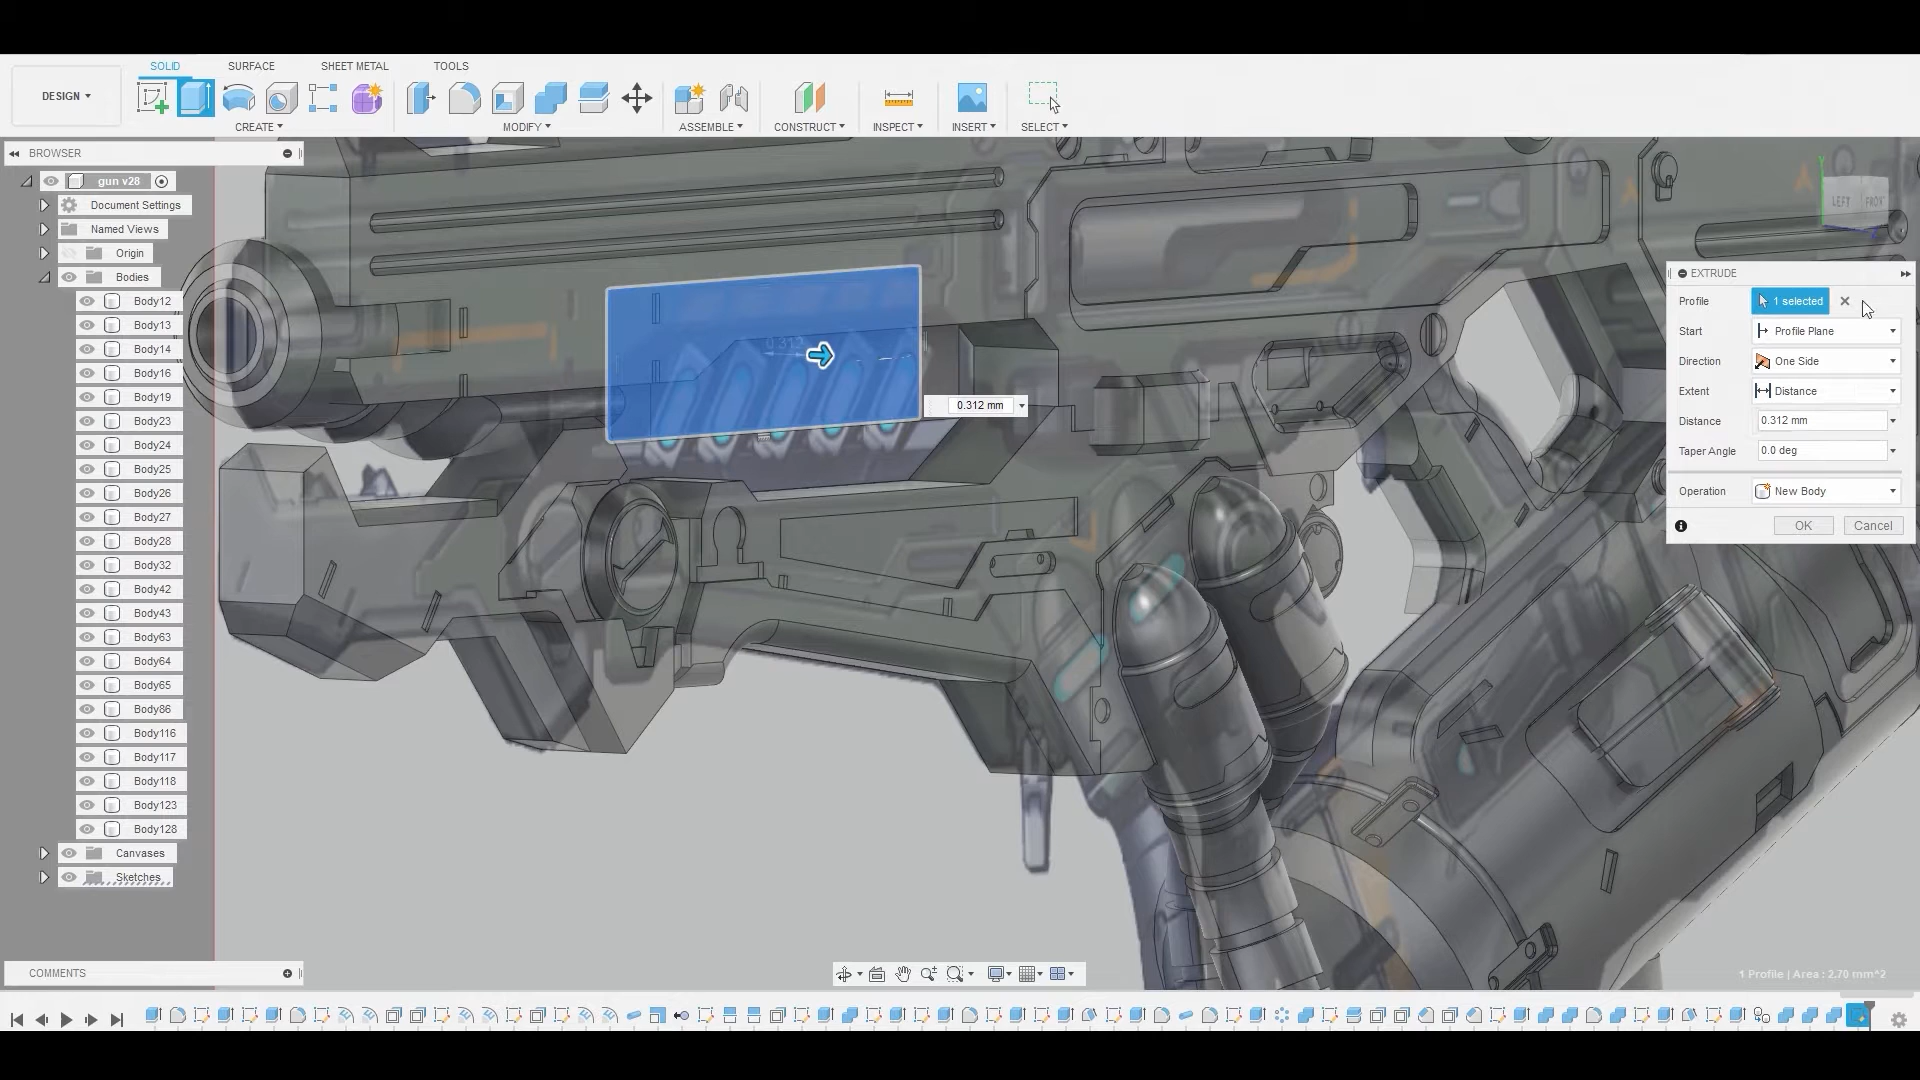 SOLID SURFACE SHEET METAL TOOLS
DESIGN
CREATE MODIFY ASSEMBLE CONSTRUCT INSPECT INSERT SELECT
BROWSER
gun v28
Document Settings
Named Views
Origin
Bodies
Body12
Body13
Body14
Body16
Body19
Body23
Body24
Body25
Body26
Body27
Body28
Body32
Body42
Body43
Body63
Body64
Body65
Body86
Body116
Body117
Body118
Body123
Body128
Canvases
Sketches
COMMENTS
0.312
0.312 mm
LEFT FRONT
Y
Z
EXTRUDE
Profile 1 selected
Start Profile Plane
Direction One Side
Extent Distance
Distance 0.312 mm
Taper Angle 0.0 deg
Operation New Body
OK Cancel
1 Profile | Area : 2.70 mm^2